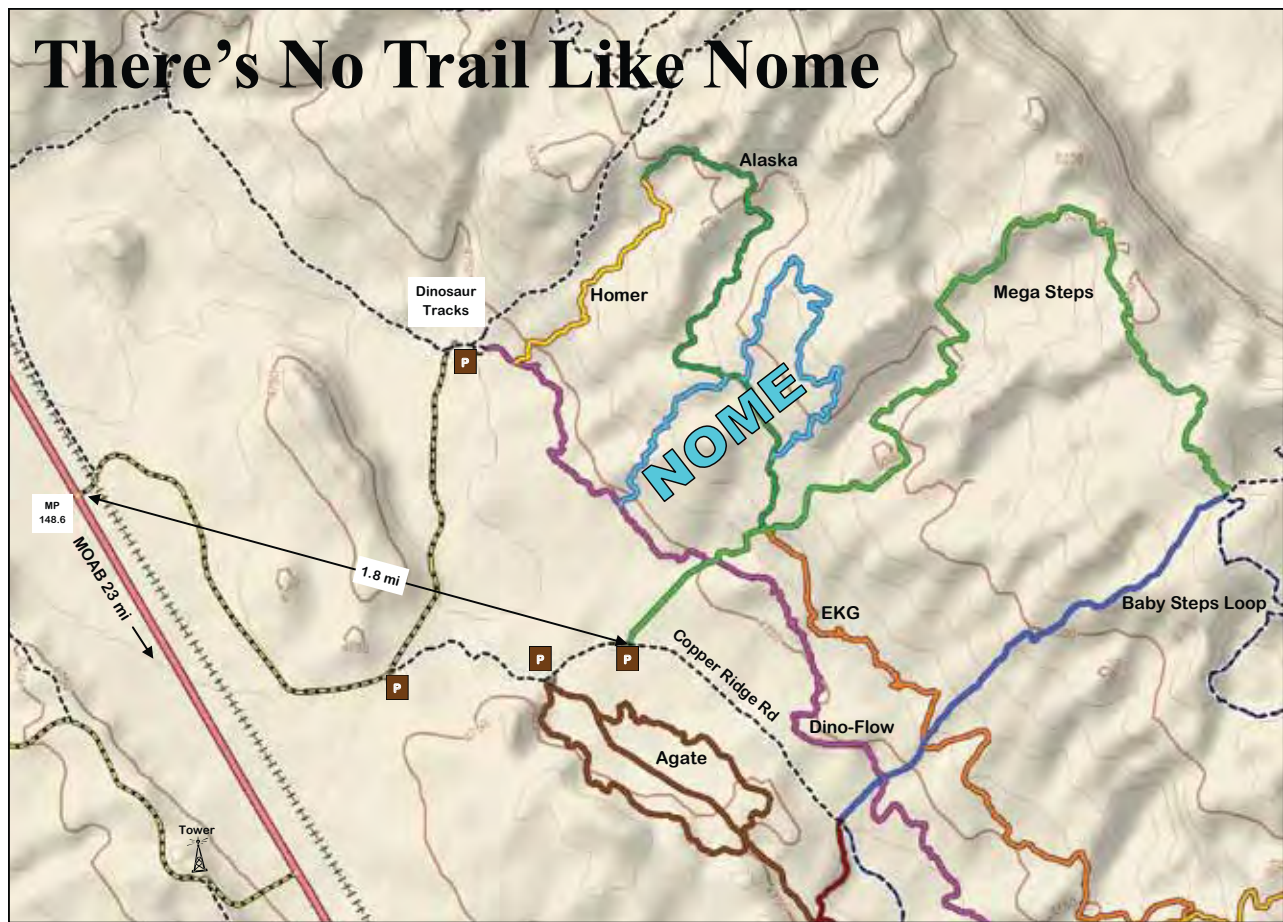 There's No Trail Like Nome
Alaska
Dinosaur
Tracks
Homer
Mega Steps
P
NOME
MP
148.6
MOAB 23 mi
1.8 mi
Baby Steps Loop
EKG
Copper Ridge Rd
P
P
P
Dino-Flow
Agate
Tower